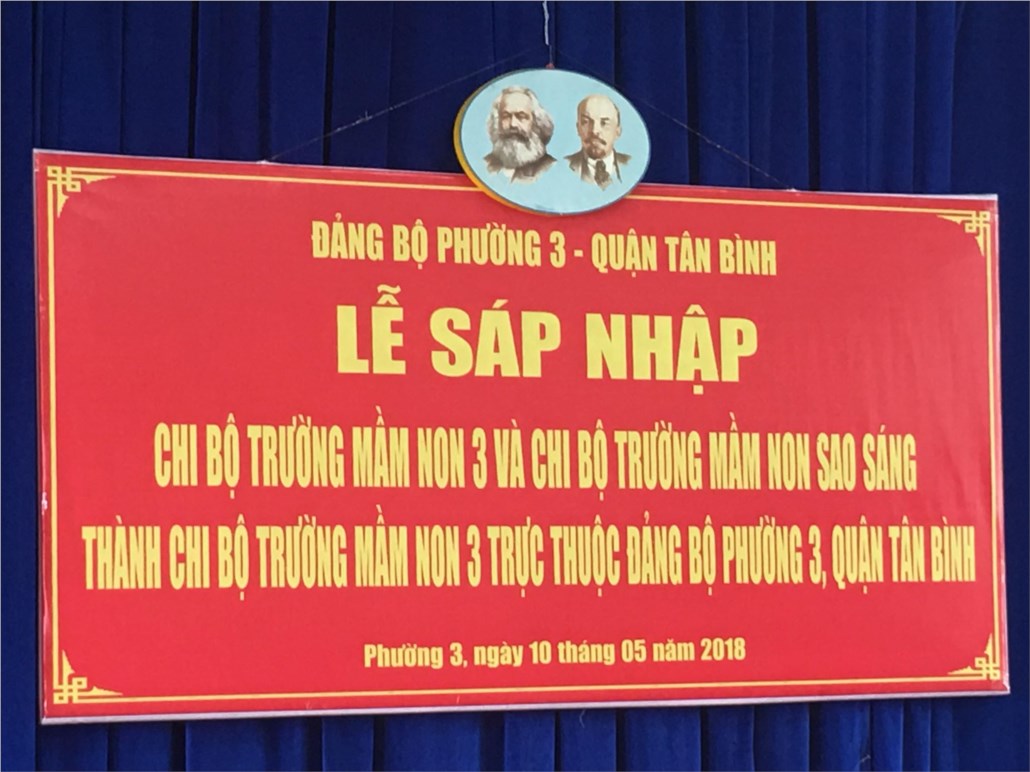 ĐẢNG BỘ PHƯỜNG 3 - QUẬN TÂN BÌNH
LỄ SÁP NHẬP
CHI BỘ TRƯỜNG MẦM NON 3 VÀ CHI BỘ TRƯỜNG MẦM NON SAO SÁNG
THÀNH CHI BỘ TRƯỜNG MẦM NON 3 TRỰC THUỘC ĐẢNG BỘ PHƯỜNG 3, QUẬN TÂN BÌNH
Phường 3, ngày 10 tháng 05 năm 2018